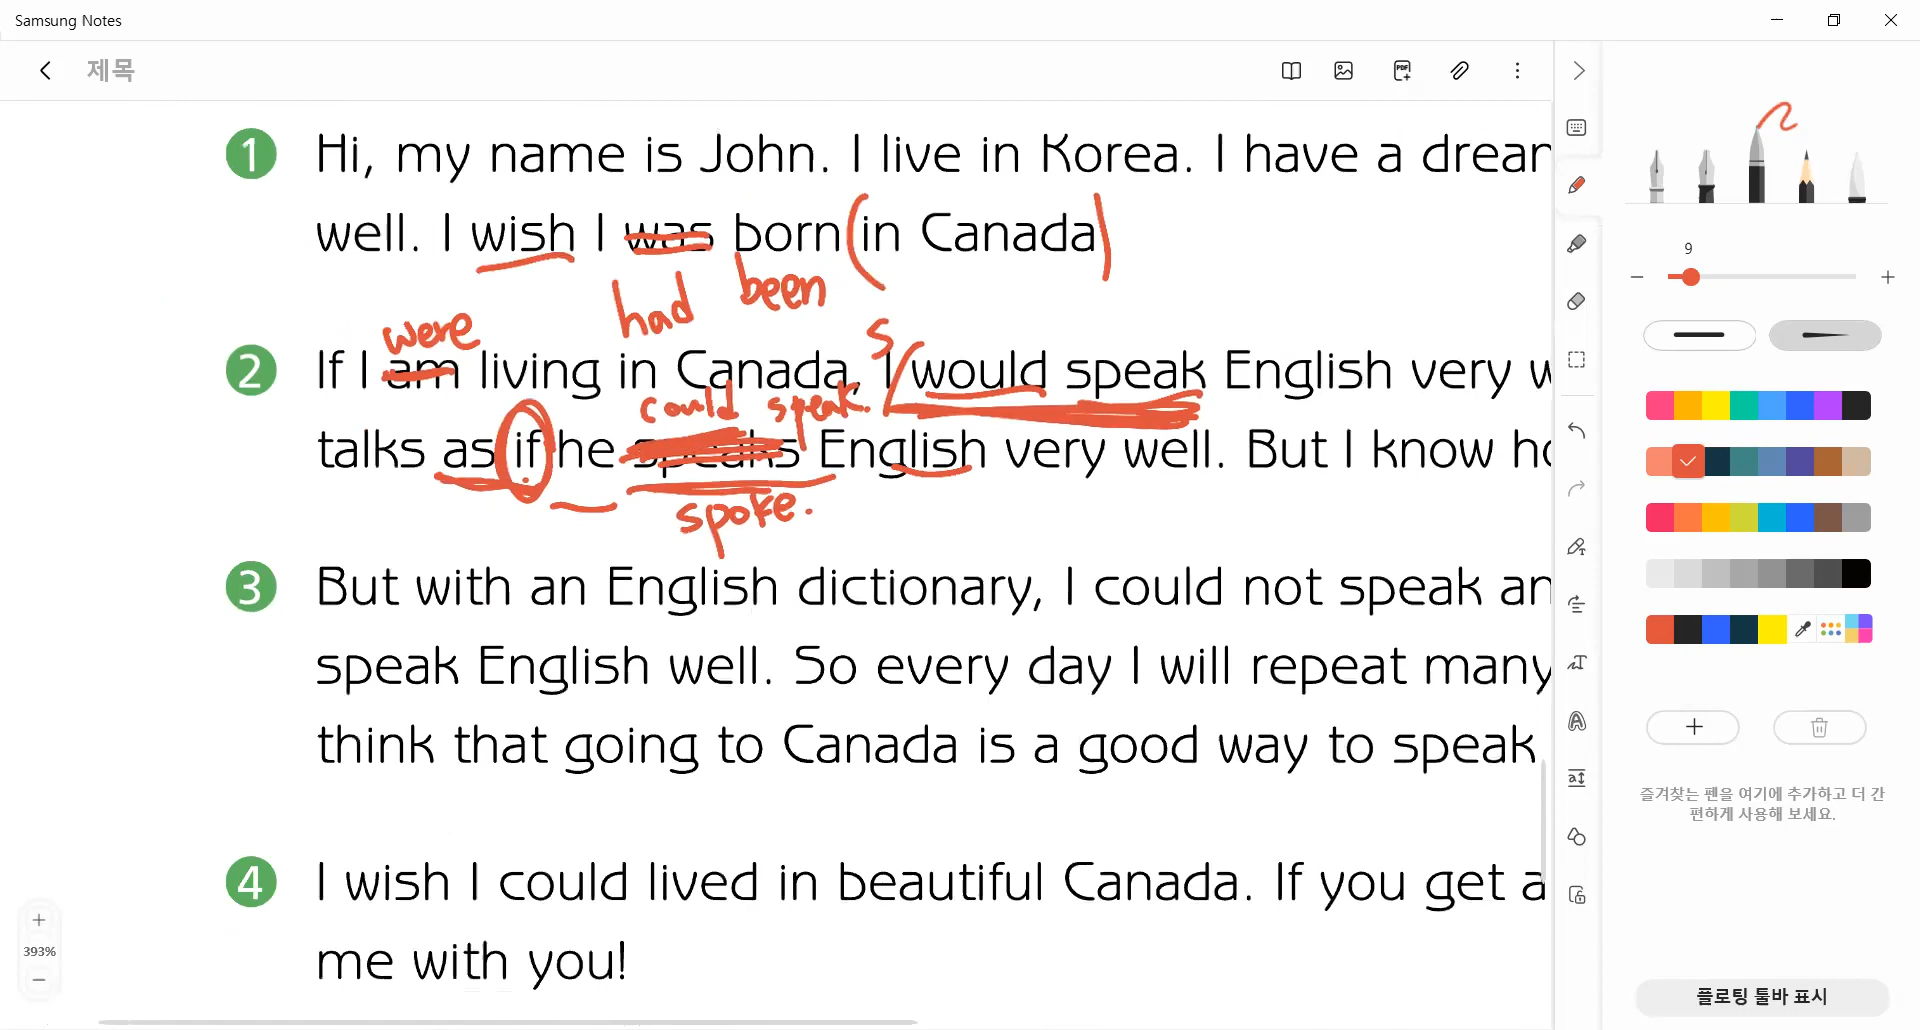 Samsung Notes
제목
1 Hi, my name is John. I live in Korea. I have a drear
well. I wish I was born (in Canada)
had been
were
S
2 If I am living in Canada, I would speak English very w
could speak.
talks as if he speaks English very well. But I know ho
spoke.
3 But with an English dictionary, I could not speak an
speak English well. So every day I will repeat many
think that going to Canada is a good way to speak
4 I wish I could lived in beautiful Canada. If you get a
me with you!
393%
9
즐겨찾는 펜을 여기에 추가하고 더 간
편하게 사용해 보세요.
플로팅 툴바 표시